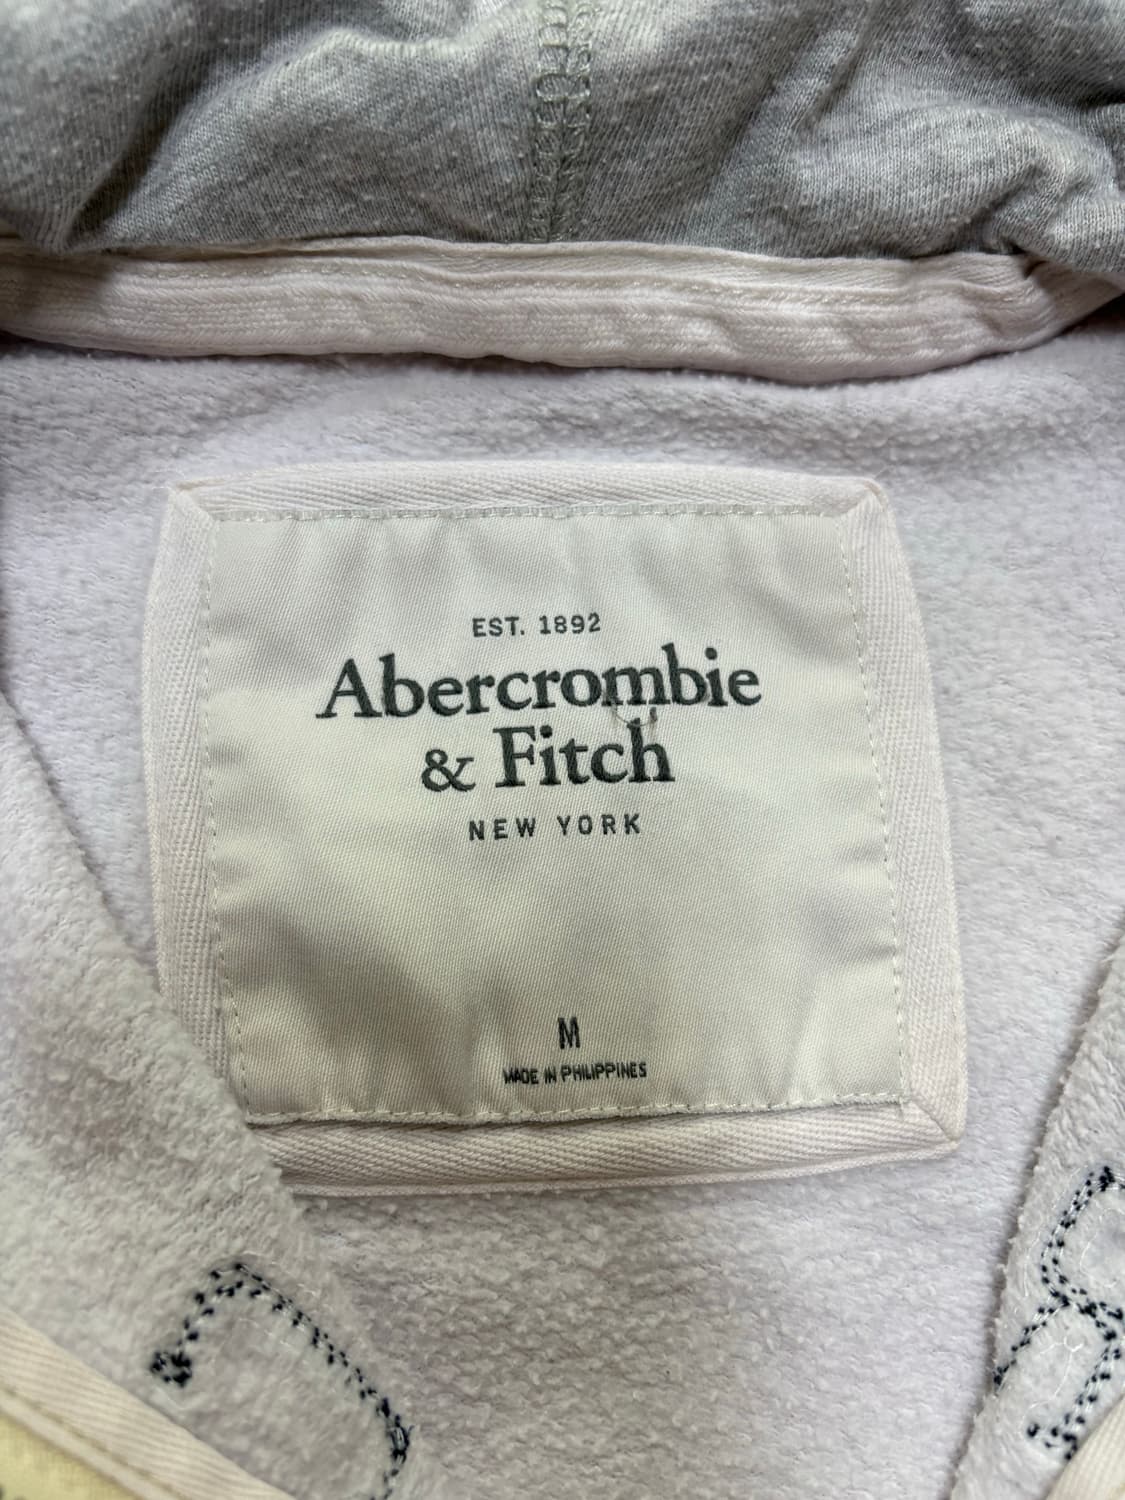 EST. 1892
Abercrombie
& Fitch
NEW YORK
M
MADE IN PHILIPPINES